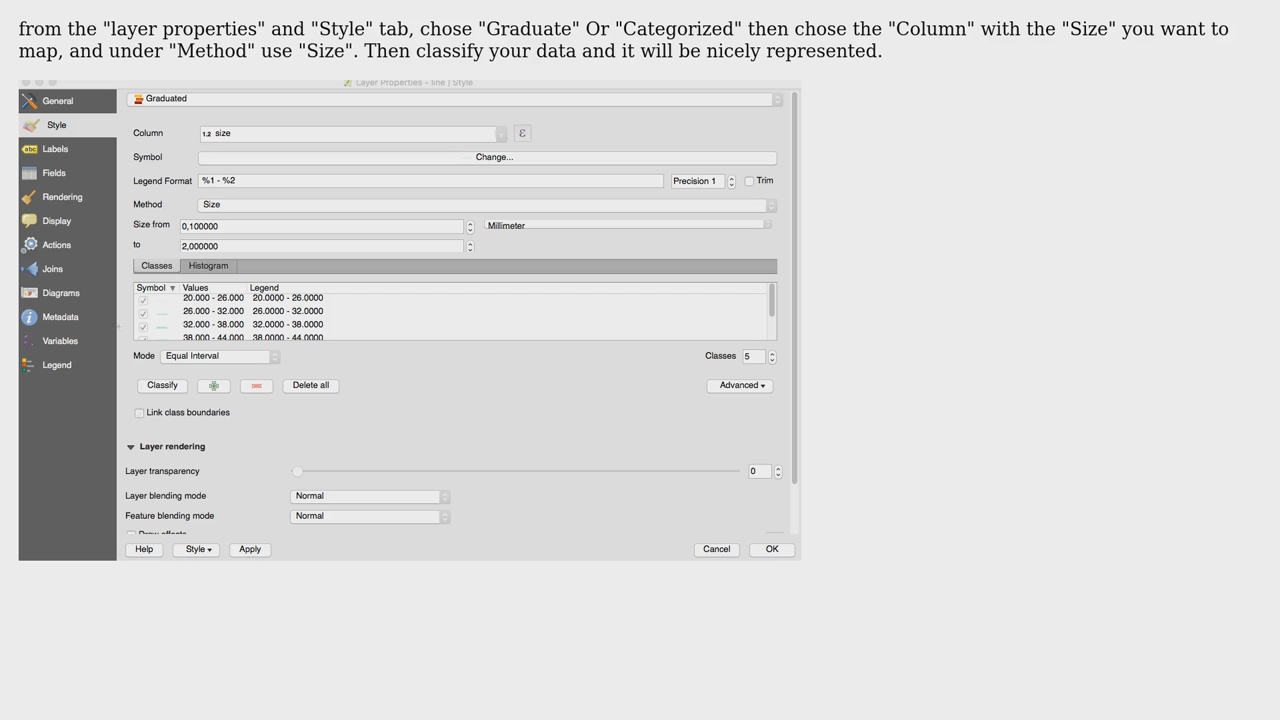 from the "layer properties" and "Style" tab, chose "Graduate" Or "Categorized" then chose the "Column" with the "Size" you want to
map, and under "Method" use "Size". Then classify your data and it will be nicely represented.
Layer Properties - line | Style
General
Style
Labels
Fields
Rendering
Display
Actions
Joins
Diagrams
Metadata
Variables
Legend
Graduated
Column 1.2 size ε
Symbol Change...
Legend Format %1 - %2 Precision 1 Trim
Method Size
Size from 0,100000 Millimeter
to 2,000000
Classes Histogram
Symbol Values Legend
20.000 - 26.000 20.0000 - 26.0000
26.000 - 32.000 26.0000 - 32.0000
32.000 - 38.000 32.0000 - 38.0000
38.000 - 44.000 38.0000 - 44.0000
Mode Equal Interval Classes 5
Classify Delete all Advanced
Link class boundaries
Layer rendering
Layer transparency 0
Layer blending mode Normal
Feature blending mode Normal
Draw effects
Help Style Apply Cancel OK
abc